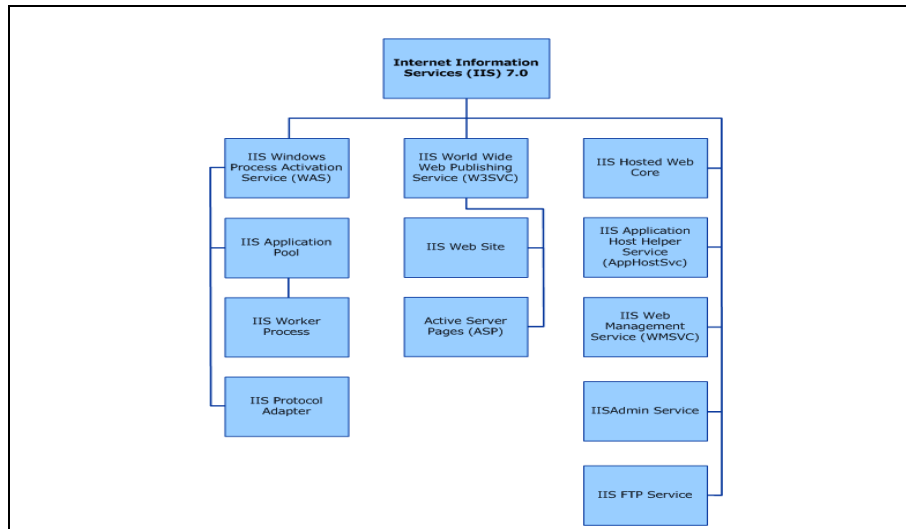 Internet Information
Services (IIS) 7.0
IIS Windows
Process Activation
Service (WAS)
IIS World Wide
Web Publishing
Service (W3SVC)
IIS Hosted Web
Core
IIS Application
Pool
IIS Web Site
IIS Application
Host Helper
Service
(AppHostSvc)
IIS Worker
Process
Active Server
Pages (ASP)
IIS Web
Management
Service (WMSVC)
IIS Protocol
Adapter
IISAdmin Service
IIS FTP Service